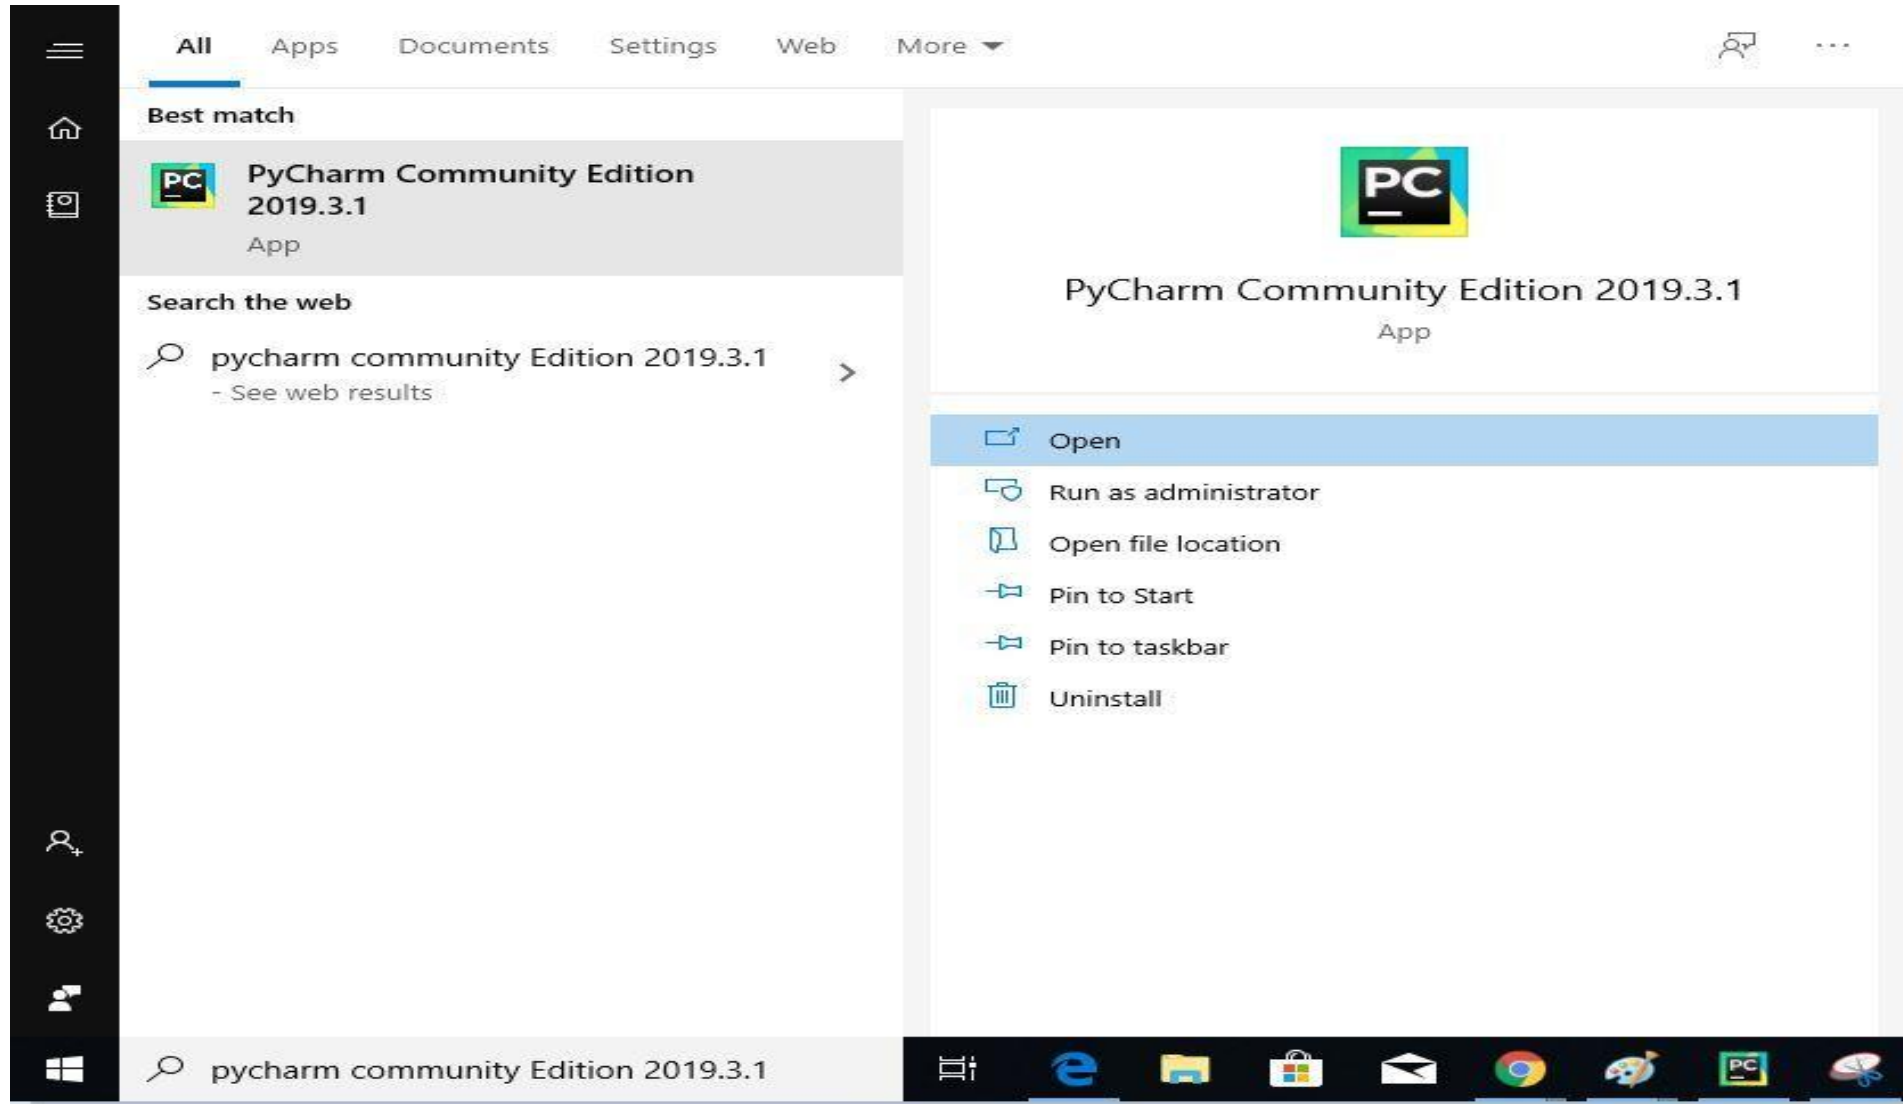 All Apps Documents Settings Web More
Best match
PC
PyCharm Community Edition
2019.3.1
App
Search the web
pycharm community Edition 2019.3.1
- See web results
PC
PyCharm Community Edition 2019.3.1
App
Open
Run as administrator
Open file location
Pin to Start
Pin to taskbar
Uninstall
pycharm community Edition 2019.3.1
PC